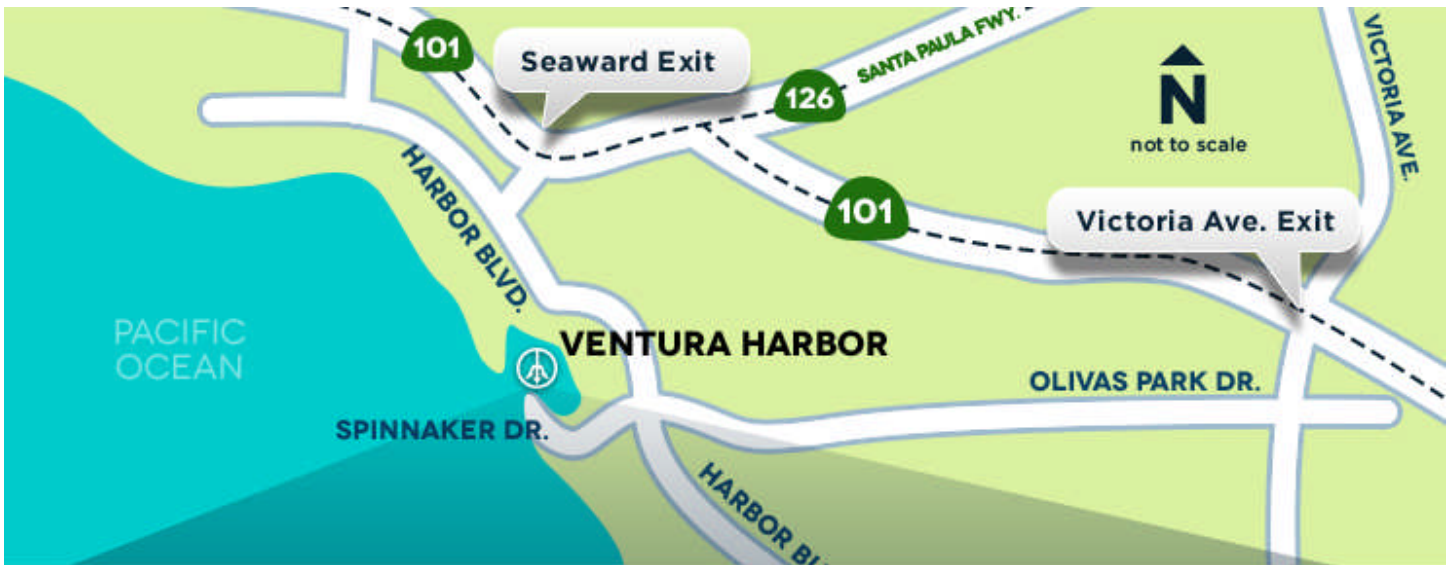 101
Seaward Exit
126
SANTA PAULA FWY.
N
not to scale
VICTORIA AVE.
HARBOR BLVD.
101
Victoria Ave. Exit
PACIFIC
OCEAN
VENTURA HARBOR
OLIVAS PARK DR.
SPINNAKER DR.
HARBOR